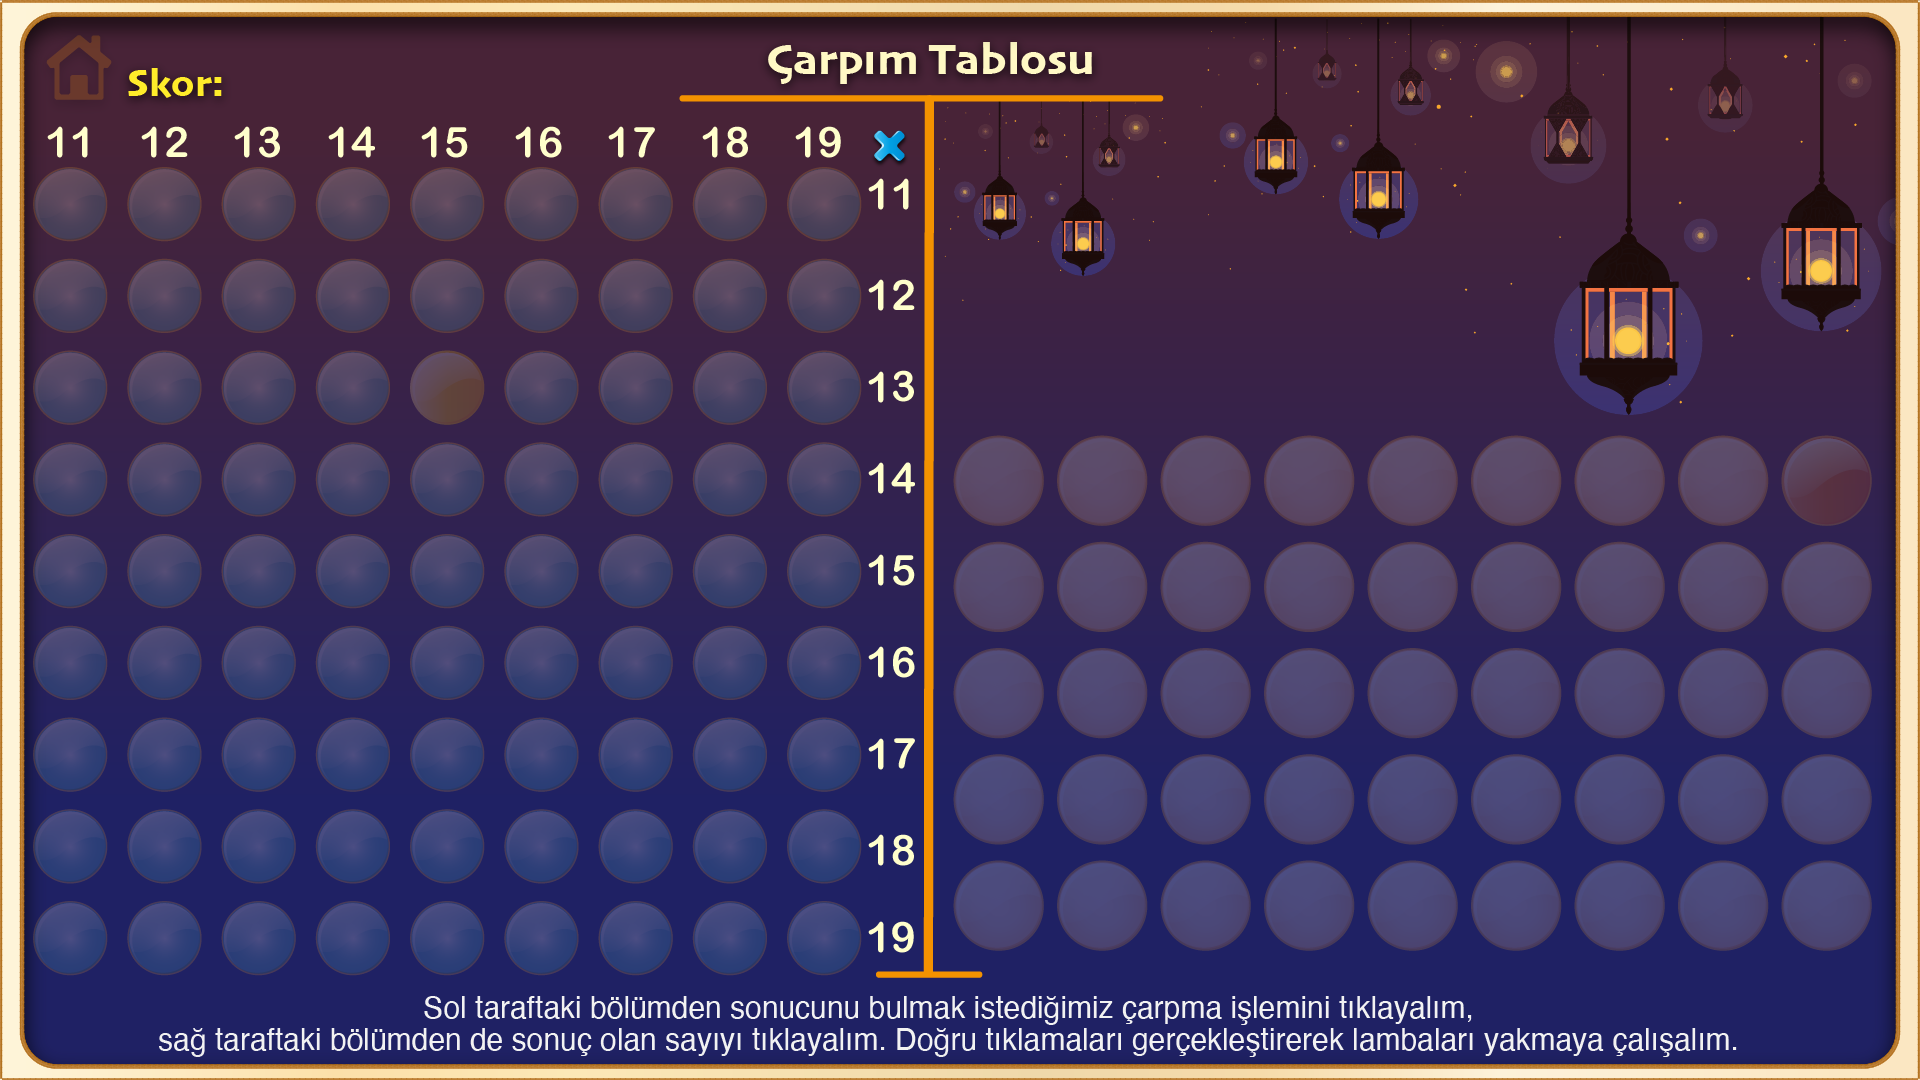 Çarpım Tablosu
Skor:
11 12 13 14 15 16 17 18 19 ×
11
12
13
14
15
16
17
18
19
Sol taraftaki bölümden sonucunu bulmak istediğimiz çarpma işlemini tıklayalım,
sağ taraftaki bölümden de sonuç olan sayıyı tıklayalım. Doğru tıklamaları gerçekleştirerek lambaları yakmaya çalışalım.